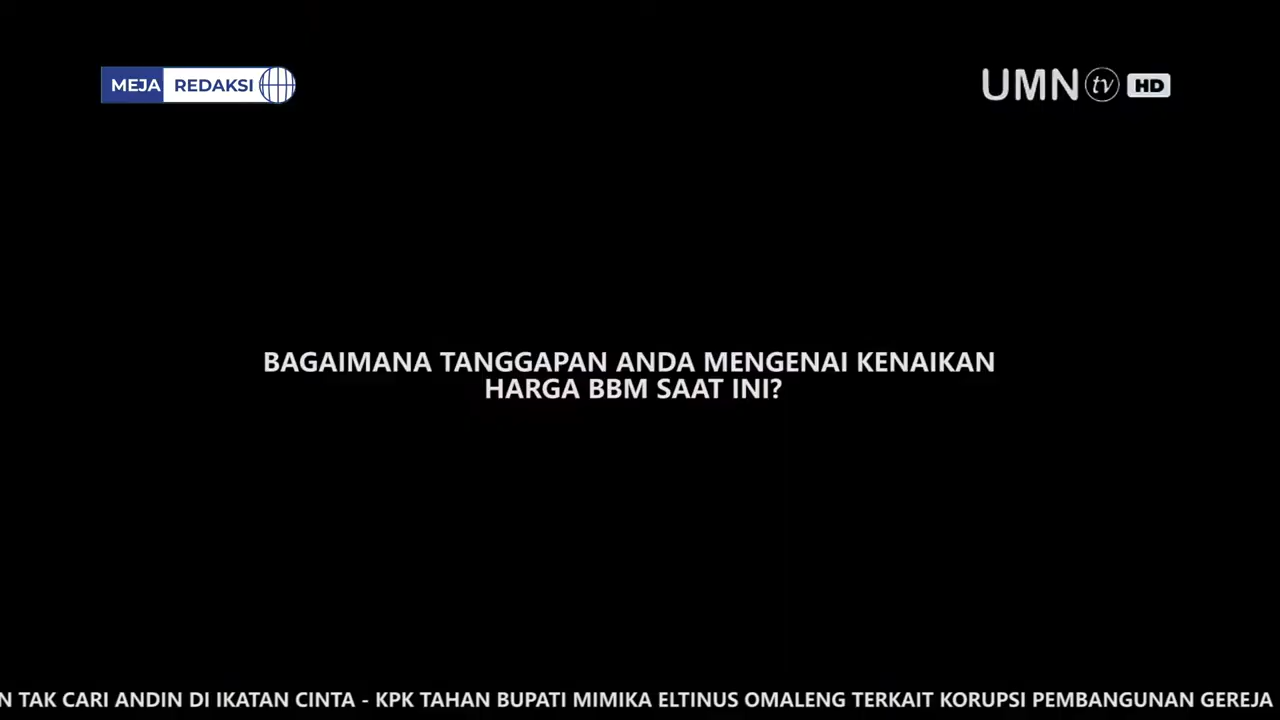 MEJA REDAKSI
UMN tv HD
BAGAIMANA TANGGAPAN ANDA MENGENAI KENAIKAN
HARGA BBM SAAT INI?
N TAK CARI ANDIN DI IKATAN CINTA - KPK TAHAN BUPATI MIMIKA ELTINUS OMALENG TERKAIT KORUPSI PEMBANGUNAN GEREJA